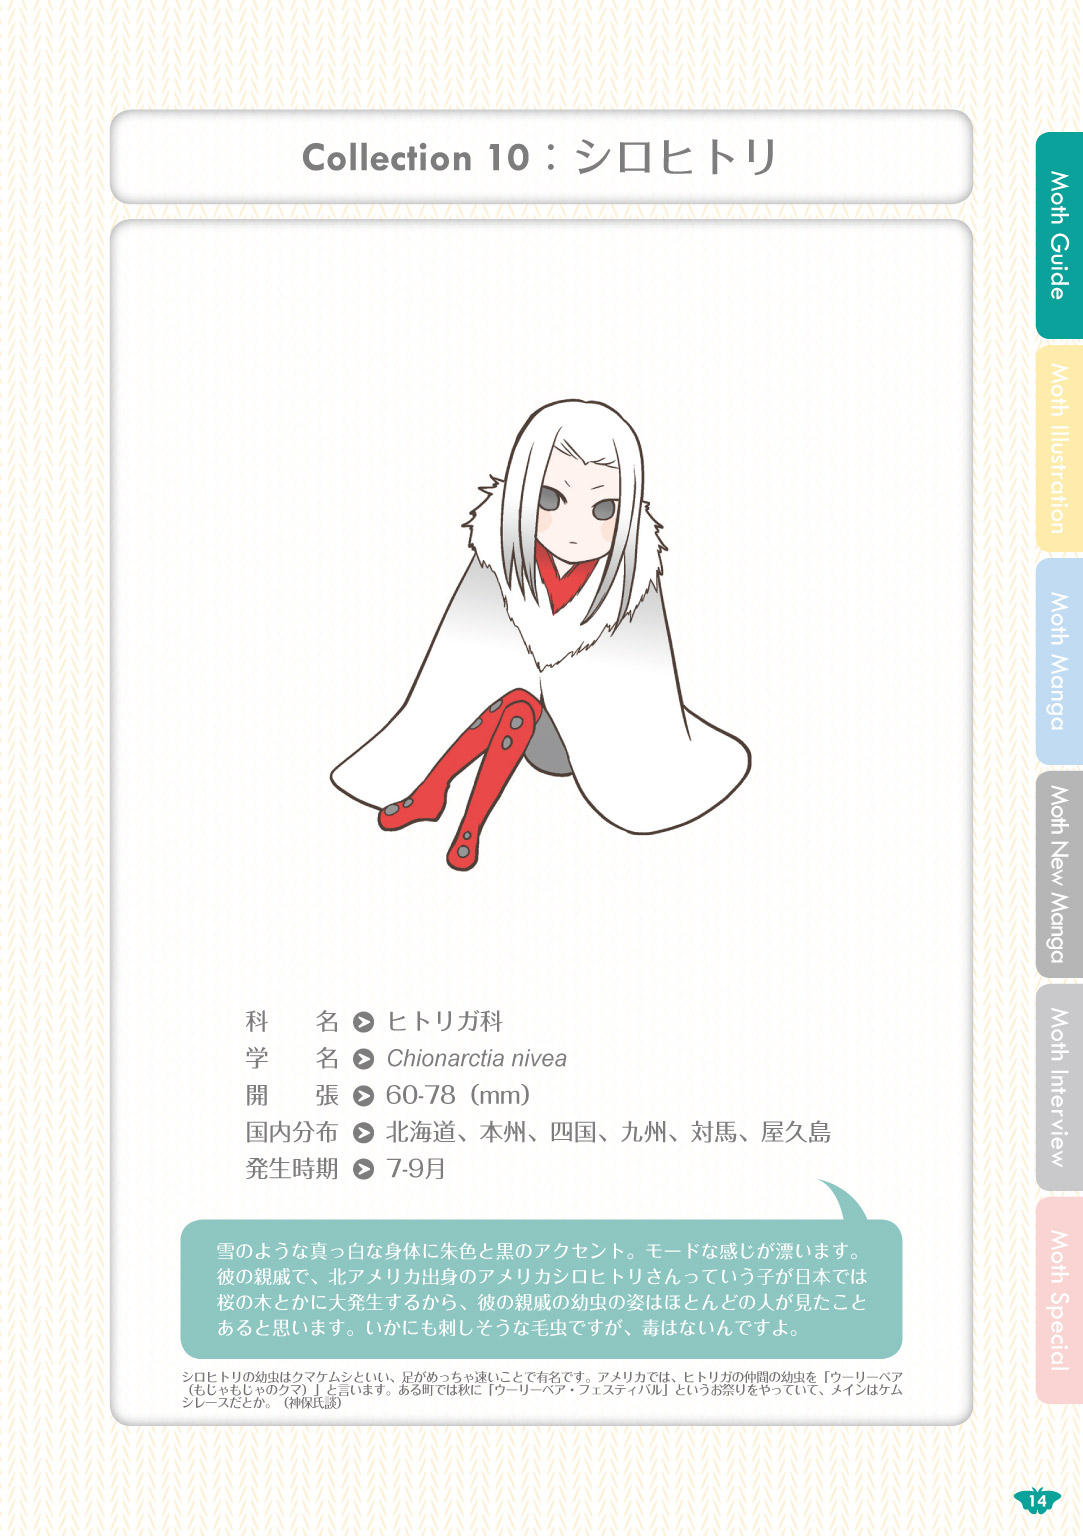 Collection 10：シロヒトリ
科　　名 ＞ ヒトリガ科
学　　名 ＞ Chionarctia nivea
開　　張 ＞ 60-78（mm）
国内分布 ＞ 北海道、本州、四国、九州、対馬、屋久島
発生時期 ＞ 7-9月
雪のような真っ白な身体に朱色と黒のアクセント。モードな感じが漂います。
彼の親戚で、北アメリカ出身のアメリカシロヒトリさんっていう子が日本では
桜の木とかに大発生するから、彼の親戚の幼虫の姿はほとんどの人が見たこと
あると思います。いかにも刺しそうな毛虫ですが、毒はないんですよ。
シロヒトリの幼虫はクマケムシといい、足がめっちゃ速いことで有名です。アメリカでは、ヒトリガの仲間の幼虫を「ウーリーベア
（もじゃもじゃのクマ）」と言います。ある町では秋に「ウーリーベア・フェスティバル」というお祭りをやっていて、メインはケム
シレースだとか。（神保氏談）
Moth Guide
Moth Illustration
Moth Manga
Moth New Manga
Moth Interview
Moth Special
14